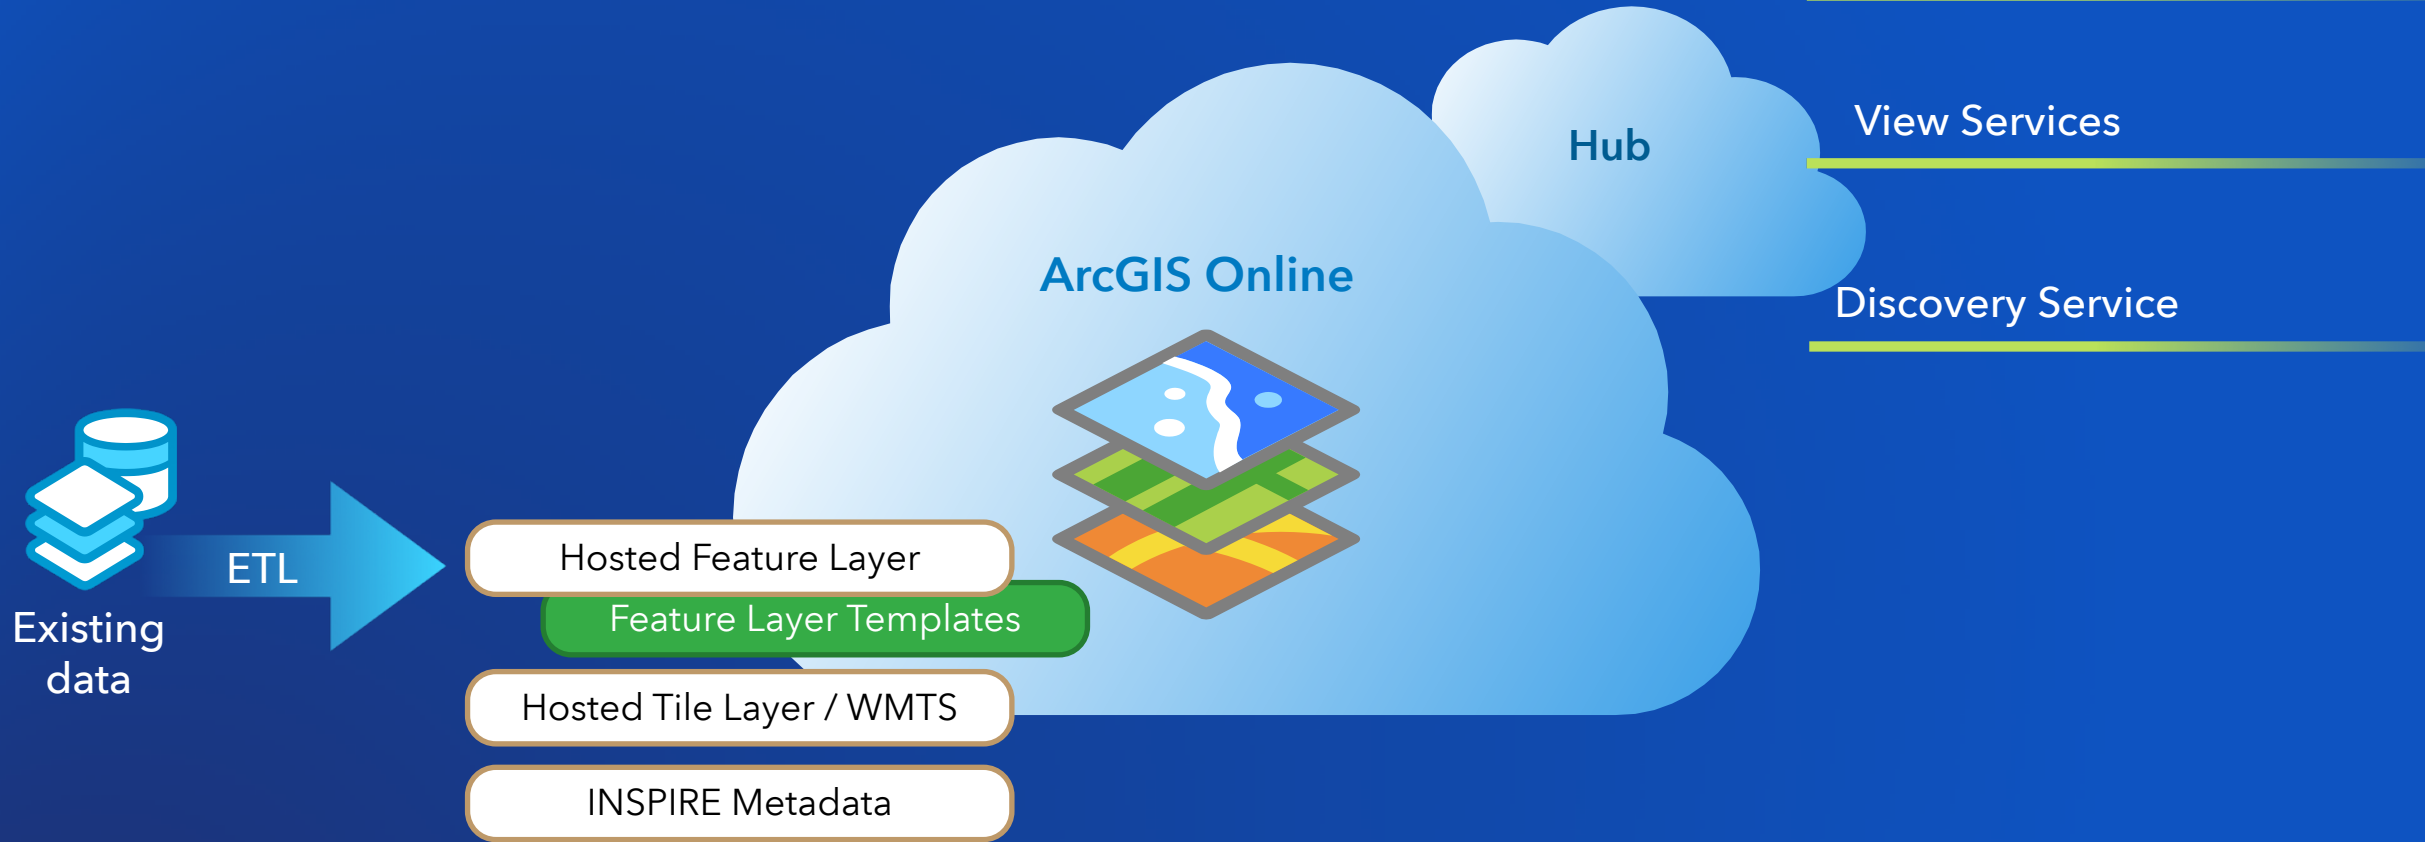 Hub
View Services
ArcGIS Online
Discovery Service
ETL
Existing
data
Hosted Feature Layer
Feature Layer Templates
Hosted Tile Layer / WMTS
INSPIRE Metadata